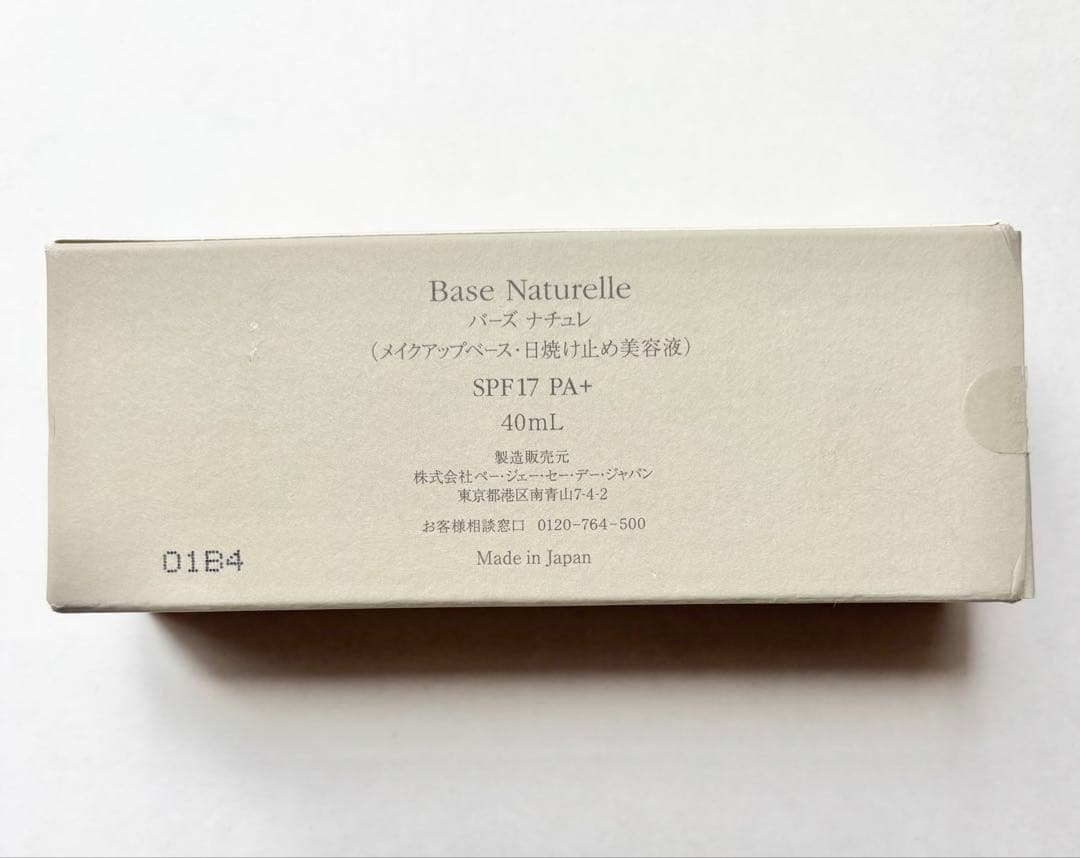 Base Naturelle
バーズ ナチュレ
(メイクアップベース・日焼け止め美容液)
SPF17 PA+
40mL
製造販売元
株式会社ペー・ジェー・セー・デー・ジャパン
東京都港区南青山7-4-2
お客様相談窓口 0120-764-500
Made in Japan
01B4